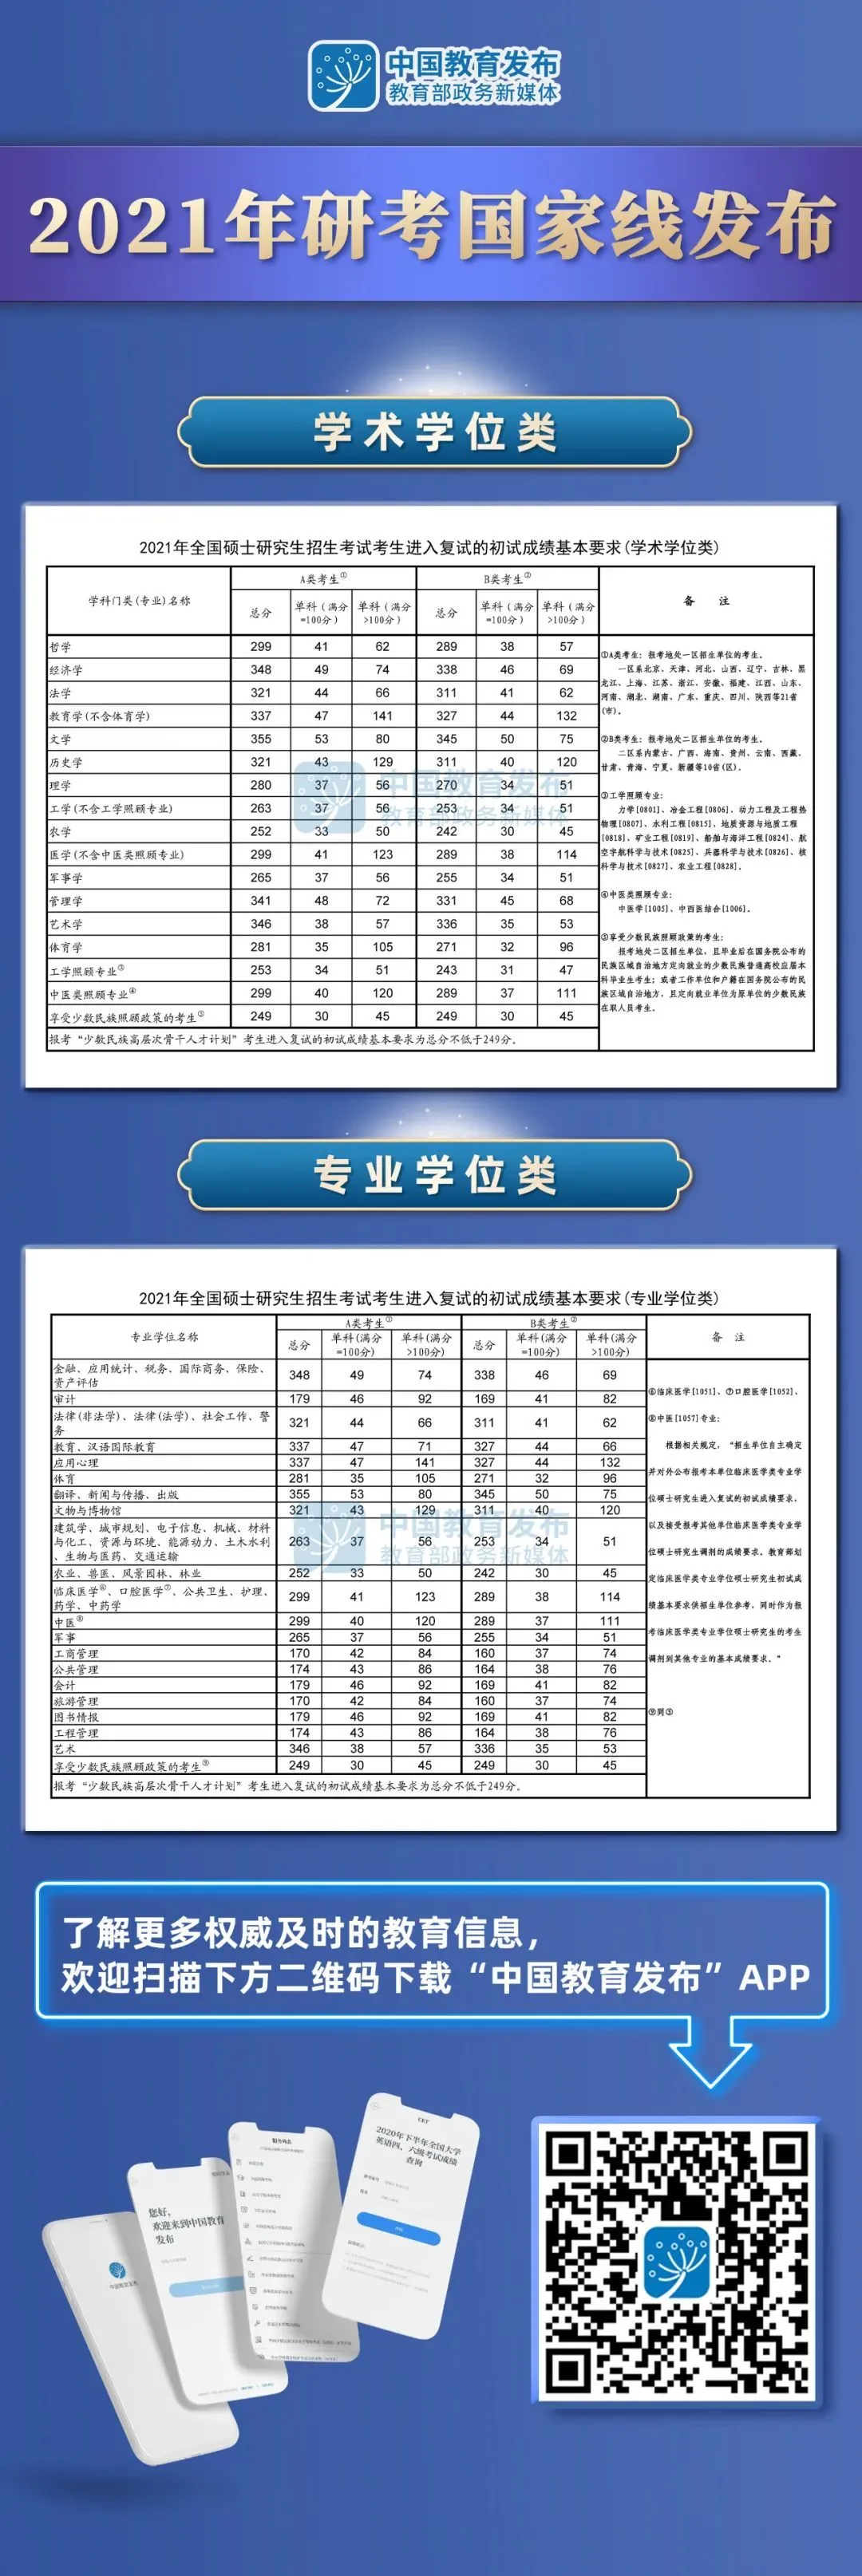 中国教育发布
教育部政务新媒体
2021年研考国家线发布
学术学位类
2021年全国硕士研究生招生考试考生进入复试的初试成绩基本要求(学术学位类)
学科门类(专业)名称 A类考生① B类考生② 备 注
总分 单科（满分=100分） 单科（满分>100分） 总分 单科（满分=100分） 单科（满分>100分）
哲学 299 41 62 289 38 57
经济学 348 49 74 338 46 69
法学 321 44 66 311 41 62
教育学(不含体育学) 337 47 141 327 44 132
文学 355 53 80 345 50 75
历史学 321 43 129 311 40 120
理学 280 37 56 270 34 51
工学(不含工学照顾专业) 263 37 56 253 34 51
农学 252 33 50 242 30 45
医学(不含中医类照顾专业) 299 41 123 289 38 114
军事学 265 37 56 255 34 51
管理学 341 48 72 331 45 68
艺术学 346 38 57 336 35 53
体育学 281 35 105 271 32 96
工学照顾专业③ 253 34 51 243 31 47
中医类照顾专业④ 299 40 120 289 37 111
享受少数民族照顾政策的考生⑤ 249 30 45 249 30 45
报考“少数民族高层次骨干人才计划”考生进入复试的初试成绩基本要求为总分不低于249分。
①A类考生：报考地处一区招生单位的考生。
一区系北京、天津、河北、山西、辽宁、吉林、黑
龙江、上海、江苏、浙江、安徽、福建、江西、山东、
河南、湖北、湖南、广东、重庆、四川、陕西等21省
(市)。
②B类考生：报考地处二区招生单位的考生。
二区系内蒙古、广西、海南、贵州、云南、西藏、
甘肃、青海、宁夏、新疆等10省(区)。
③工学照顾专业：
力学[0801]、冶金工程[0806]、动力工程及工程热
物理[0807]、水利工程[0815]、地质资源与地质工程
[0818]、矿业工程[0819]、船舶与海洋工程[0824]、航
空宇航科学与技术[0825]、兵器科学与技术[0826]、核
科学与技术[0827]、农业工程[0828]。
④中医类照顾专业：
中医学[1005]、中西医结合[1006]。
⑤享受少数民族照顾政策的考生：
报考地处二区招生单位，且毕业后在国务院公布的
民族区域自治地方定向就业的少数民族普通高校应届本
科毕业生考生；或者工作单位和户籍在国务院公布的民
族区域自治地方，且定向就业单位为原单位的少数民族
在职人员考生。
中国教育发布
教育部政务新媒体
专业学位类
2021年全国硕士研究生招生考试考生进入复试的初试成绩基本要求(专业学位类)
专业学位名称 A类考生① B类考生② 备 注
总分 单科(满分=100分) 单科(满分>100分) 总分 单科(满分=100分) 单科(满分>100分)
金融、应用统计、税务、国际商务、保险、
资产评估 348 49 74 338 46 69
审计 179 46 92 169 41 82
法律(非法学)、法律(法学)、社会工作、警
务 321 44 66 311 41 62
教育、汉语国际教育 337 47 71 327 44 66
应用心理 337 47 141 327 44 132
体育 281 35 105 271 32 96
翻译、新闻与传播、出版 355 53 80 345 50 75
文物与博物馆 321 43 129 311 40 120
建筑学、城市规划、电子信息、机械、材料
与化工、资源与环境、能源动力、土木水利
、生物与医药、交通运输 263 37 56 253 34 51
农业、兽医、风景园林、林业 252 33 50 242 30 45
临床医学⑥、口腔医学⑦、公共卫生、护理、
药学、中药学 299 41 123 289 38 114
中医⑧ 299 40 120 289 37 111
军事 265 37 56 255 34 51
工商管理 170 42 84 160 37 74
公共管理 174 43 86 164 38 76
会计 179 46 92 169 41 82
旅游管理 170 42 84 160 37 74
图书情报 179 46 92 169 41 82
工程管理 174 43 86 164 38 76
艺术 346 38 57 336 35 53
享受少数民族照顾政策的考生⑨ 249 30 45 249 30 45
报考“少数民族高层次骨干人才计划”考生进入复试的初试成绩基本要求为总分不低于249分。
⑥临床医学[1051]、⑦口腔医学[1052]、
⑧中医[1057]专业：
根据相关规定，“招生单位自主确定
并对外公布报考本单位临床医学类专业学
位硕士研究生进入复试的初试成绩要求，
以及接受报考其他单位临床医学类专业学
位硕士研究生调剂的成绩要求。教育部划
定临床医学类专业学位硕士研究生初试成
绩基本要求供招生单位参考，同时作为报
考临床医学类专业学位硕士研究生的考生
调剂到其他专业的基本成绩要求。”
⑨同⑤
中国教育发布
教育部政务新媒体
了解更多权威及时的教育信息，
欢迎扫描下方二维码下载“中国教育发布”APP
CET
2020年下半年全国大学
英语四、六级考试成绩
查询
您好，
欢迎来到中国教育
发布
中国教育发布